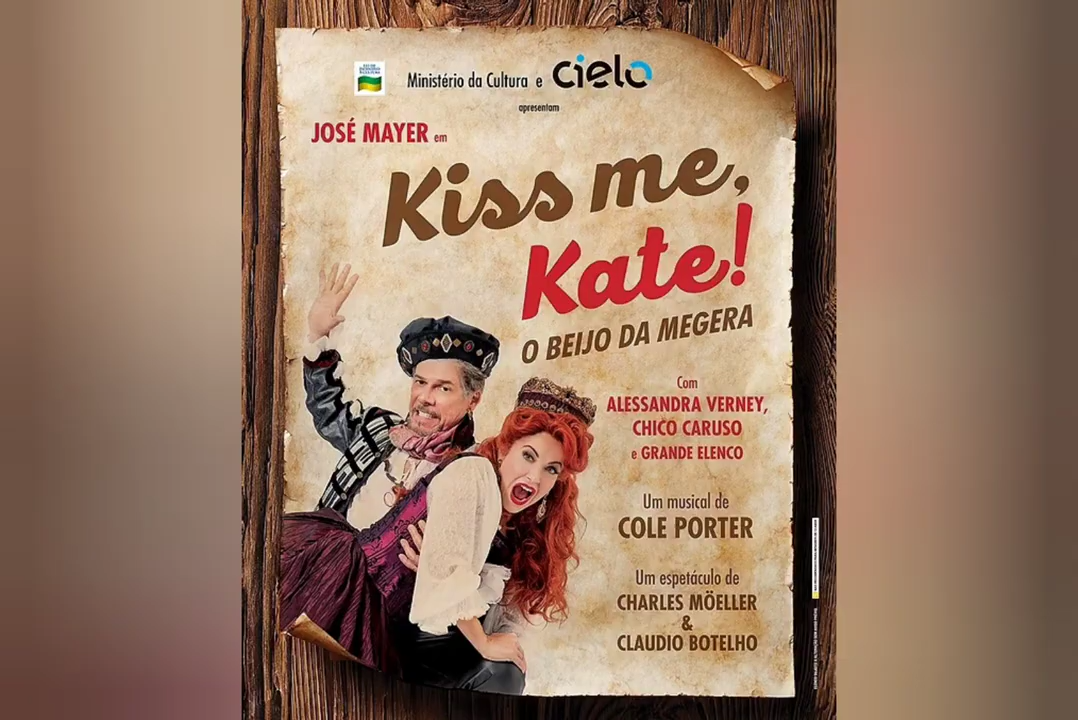 Ministério da Cultura e cielo
apresentam
JOSÉ MAYER em
Kiss me,
Kate!
O BEIJO DA MEGERA
Com
ALESSANDRA VERNEY,
CHICO CARUSO
e GRANDE ELENCO
Um musical de
COLE PORTER
Um espetáculo de
CHARLES MÖELLER
&
CLAUDIO BOTELHO